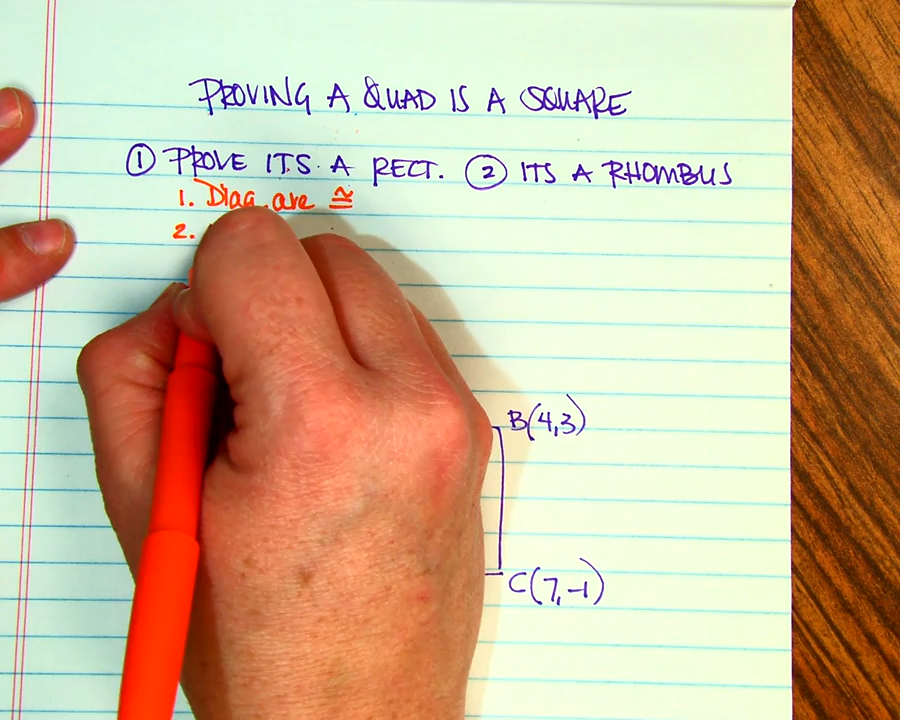 PROVING A QUAD IS A SQUARE
① PROVE ITS A RECT. ② ITS A RHOMBUS
1. Diag. are ≅
2.
B(4,3)
C(7,-1)